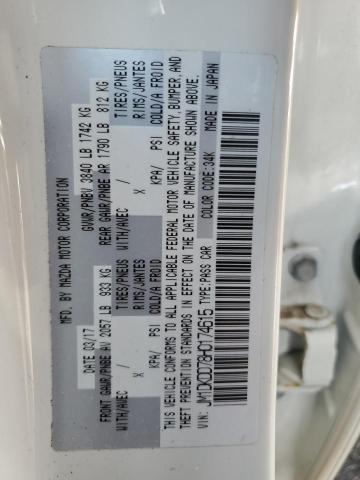 MFD. BY MAZDA MOTOR CORPORATION
GVWR/PNBV 3840 LB 1742 KG
DATE 03/17
FRONT GAWR/PNBE AV 2057 LB 933 KG
REAR GAWR/PNBE AR 1790 LB 812 KG
WITH/AVEC / TIRES/PNEUS
WITH/AVEC / TIRES/PNEUS
X RIMS/JANTES
X RIMS/JANTES
KPA/ PSI COLD/A FROID
KPA/ PSI COLD/A FROID
THIS VEHICLE CONFORMS TO ALL APPLICABLE FEDERAL MOTOR VEHICLE SAFETY, BUMPER, AND
THEFT PREVENTION STANDARDS IN EFFECT ON THE DATE OF MANUFACTURE SHOWN ABOVE.
VERSIONS: COLOR CODE: 34K MADE IN JAPAN
JM1DKDD78H0174615 TYPE: PASS CAR